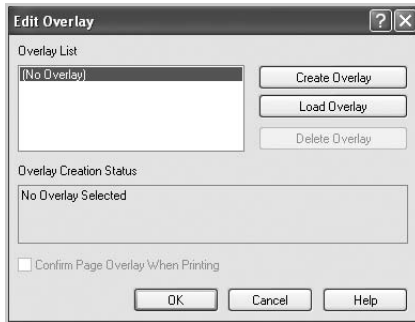 Edit Overlay
Overlay List
(No Overlay)
Create Overlay
Load Overlay
Delete Overlay
Overlay Creation Status
No Overlay Selected
Confirm Page Overlay When Printing
OK Cancel Help